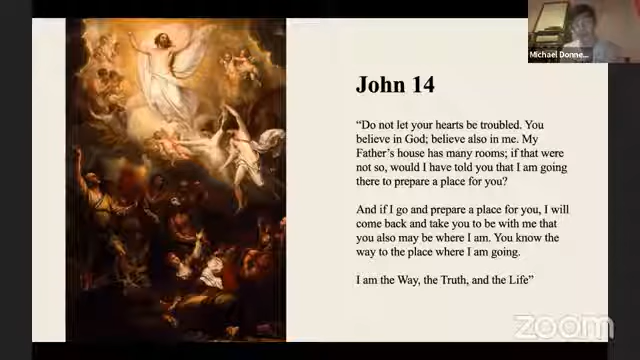 Michael Donne...
John 14
“Do not let your hearts be troubled. You
believe in God; believe also in me. My
Father’s house has many rooms; if that were
not so, would I have told you that I am going
there to prepare a place for you?
And if I go and prepare a place for you, I will
come back and take you to be with me that
you also may be where I am. You know the
way to the place where I am going.
I am the Way, the Truth, and the Life”
zoom